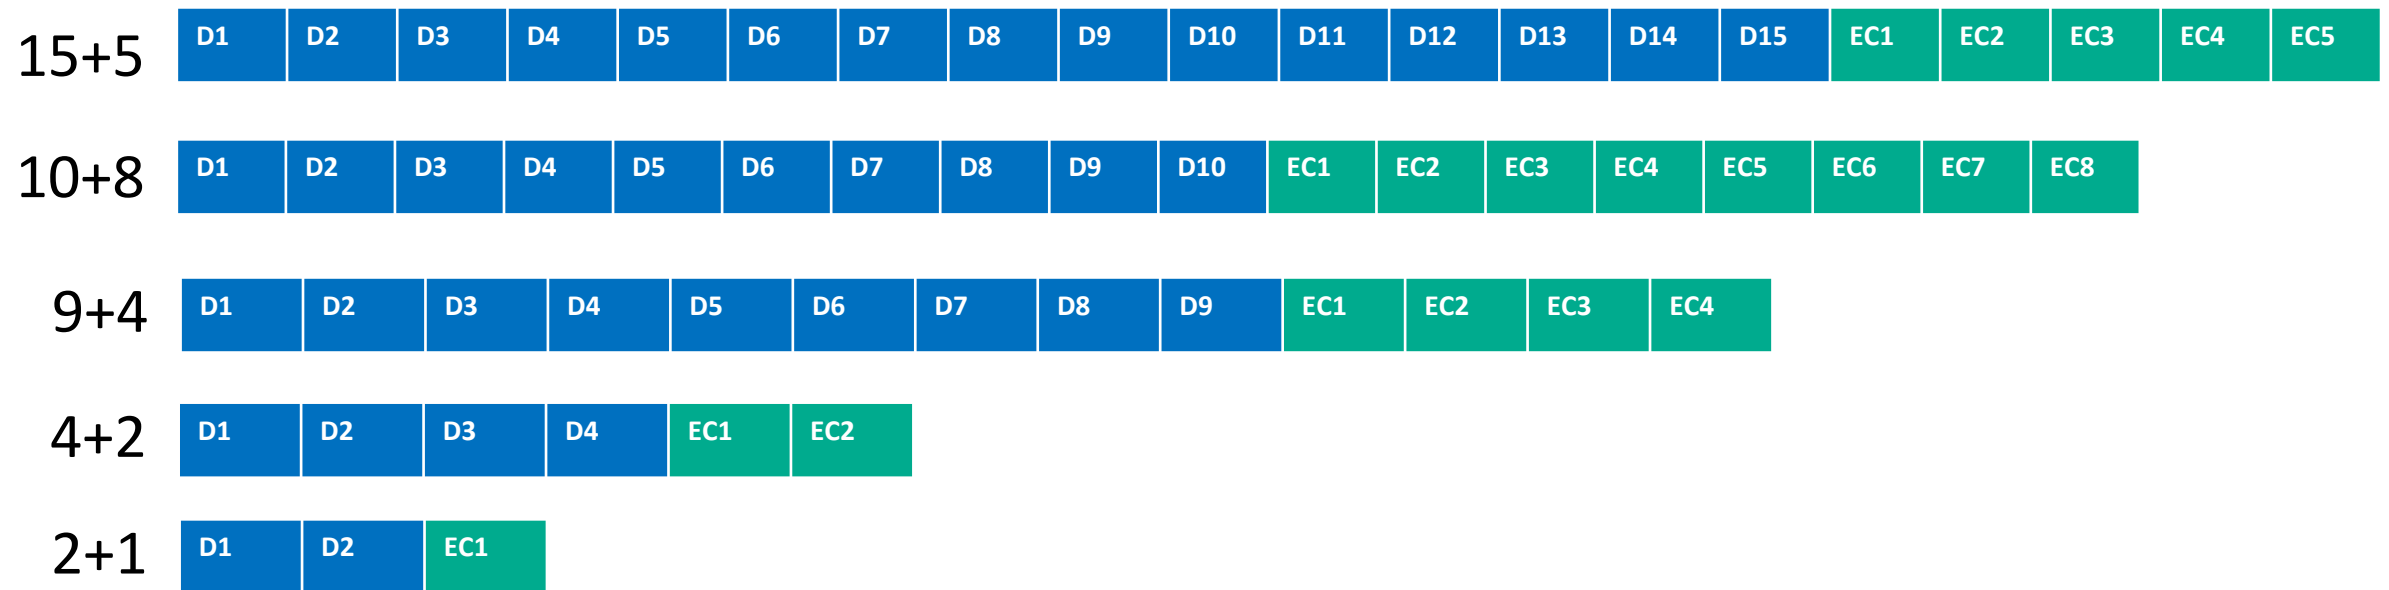 15+5 D1 D2 D3 D4 D5 D6 D7 D8 D9 D10 D11 D12 D13 D14 D15 EC1 EC2 EC3 EC4 EC5
10+8 D1 D2 D3 D4 D5 D6 D7 D8 D9 D10 EC1 EC2 EC3 EC4 EC5 EC6 EC7 EC8
9+4 D1 D2 D3 D4 D5 D6 D7 D8 D9 EC1 EC2 EC3 EC4
4+2 D1 D2 D3 D4 EC1 EC2
2+1 D1 D2 EC1